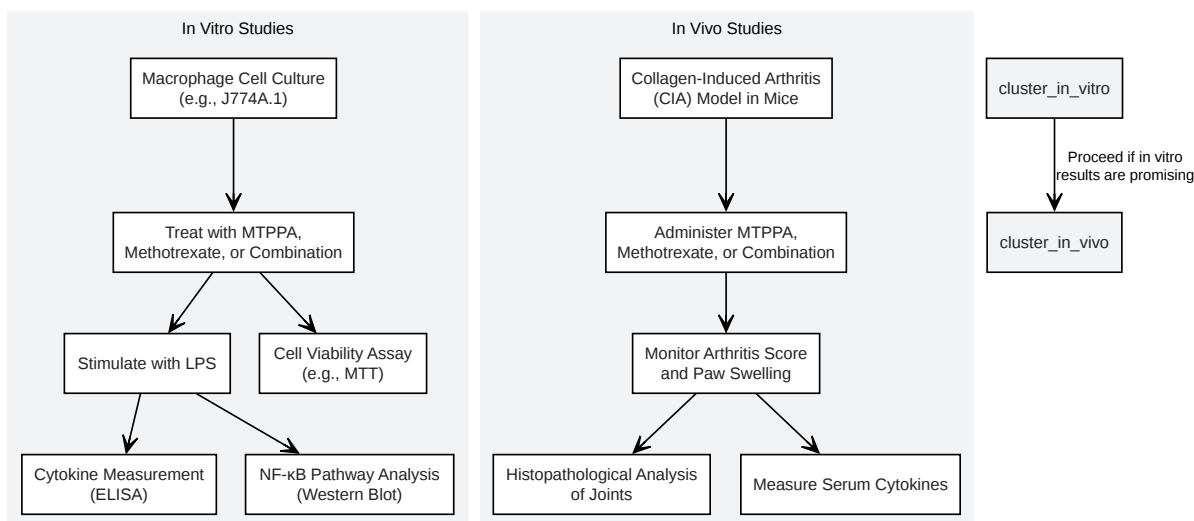 In Vitro Studies
Macrophage Cell Culture
(e.g., J774A.1)
Treat with MTPPA,
Methotrexate, or Combination
Stimulate with LPS
Cell Viability Assay
(e.g., MTT)
Cytokine Measurement
(ELISA)
NF-κB Pathway Analysis
(Western Blot)
In Vivo Studies
Collagen-Induced Arthritis
(CIA) Model in Mice
Administer MTPPA,
Methotrexate, or Combination
Monitor Arthritis Score
and Paw Swelling
Histopathological Analysis
of Joints
Measure Serum Cytokines
cluster_in_vitro
Proceed if in vitro
results are promising
cluster_in_vivo